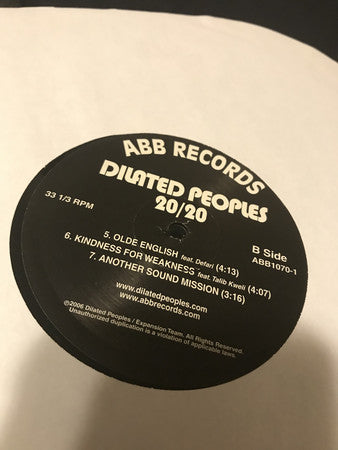 ABB RECORDS
DILATED PEOPLES
20/20
33 1/3 RPM
B Side
ABB1070-1
5. OLDE ENGLISH feat. Defari (4:13)
6. KINDNESS FOR WEAKNESS feat. Talib Kweli (4:07)
7. ANOTHER SOUND MISSION (3:16)
www.dilatedpeoples.com
www.abbrecords.com
©2006 Dilated Peoples / Expansion Team. All Rights Reserved.
Unauthorized duplication is a violation of applicable laws.